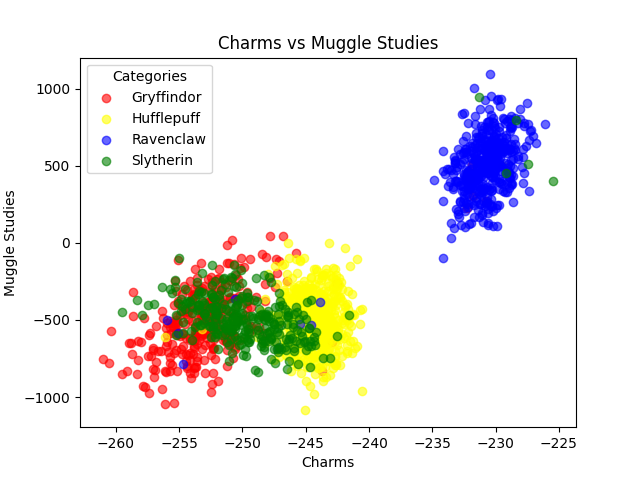 Charms vs Muggle Studies
Categories
Gryffindor
Hufflepuff
Ravenclaw
Slytherin
Muggle Studies
1000
500
0
−500
−1000
−260
−255
−250
−245
−240
−235
−230
−225
Charms